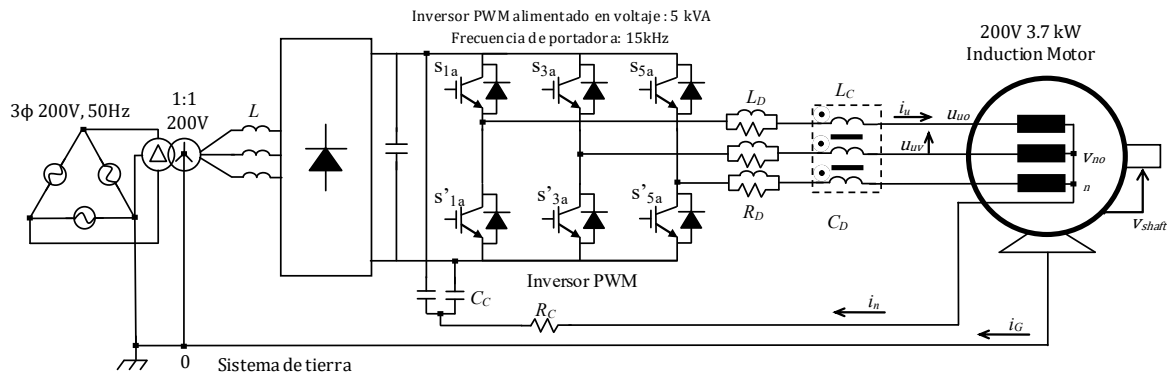 Inversor PWM alimentado en voltaje : 5 kVA
Frecuencia de portadora: 15kHz
200V 3.7 kW
Induction Motor
3ϕ 200V, 50Hz
1:1
200V
L
S1a
S3a
S5a
LD
LC
iu
uuo
uuv
vno
n
S'1a
S'3a
S'5a
RD
CD
vshaft
Inversor PWM
CC
RC
in
iG
0
Sistema de tierra